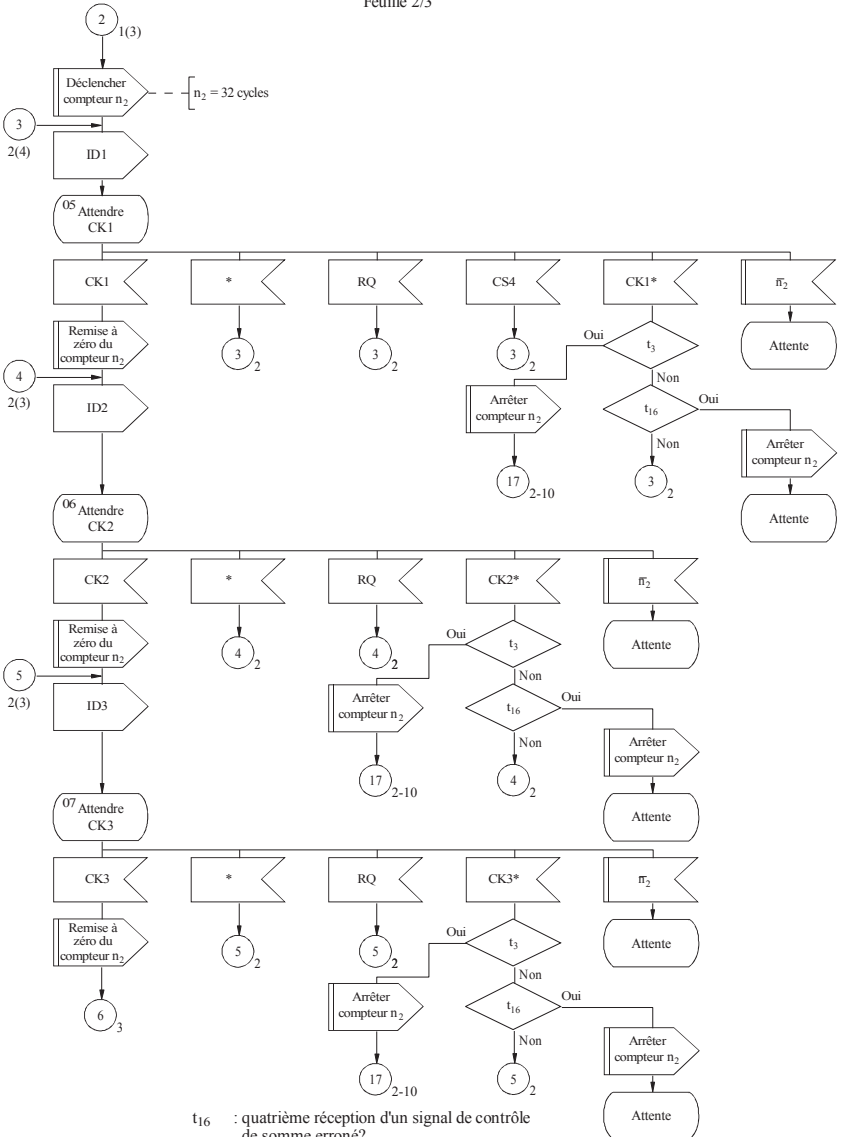 Feuille 2/3
2
1(3)
Déclencher
compteur n2
n2 = 32 cycles
3
2(4)
ID1
05 Attendre
CK1
CK1
*
RQ
CS4
CK1*
n2
Remise à
zéro du
compteur n2
3 2
3 2
3 2
Oui
t3
Attente
4
2(3)
Non
ID2
Arrêter
compteur n2
t16
Oui
Non
Arrêter
compteur n2
17 2-10
3 2
06 Attendre
CK2
Attente
CK2
*
RQ
CK2*
n2
Remise à
zéro du
compteur n2
4 2
4 2
Oui
t3
Attente
5
2(3)
Non
ID3
Arrêter
compteur n2
t16
Oui
Non
Arrêter
compteur n2
17 2-10
4 2
07 Attendre
CK3
Attente
CK3
*
RQ
CK3*
n2
Remise à
zéro du
compteur n2
5 2
5 2
Oui
t3
Attente
Non
6 3
Arrêter
compteur n2
t16
Oui
Non
Arrêter
compteur n2
17 2-10
5 2
t16 : quatrième réception d'un signal de contrôle
de somme erroné?
Attente